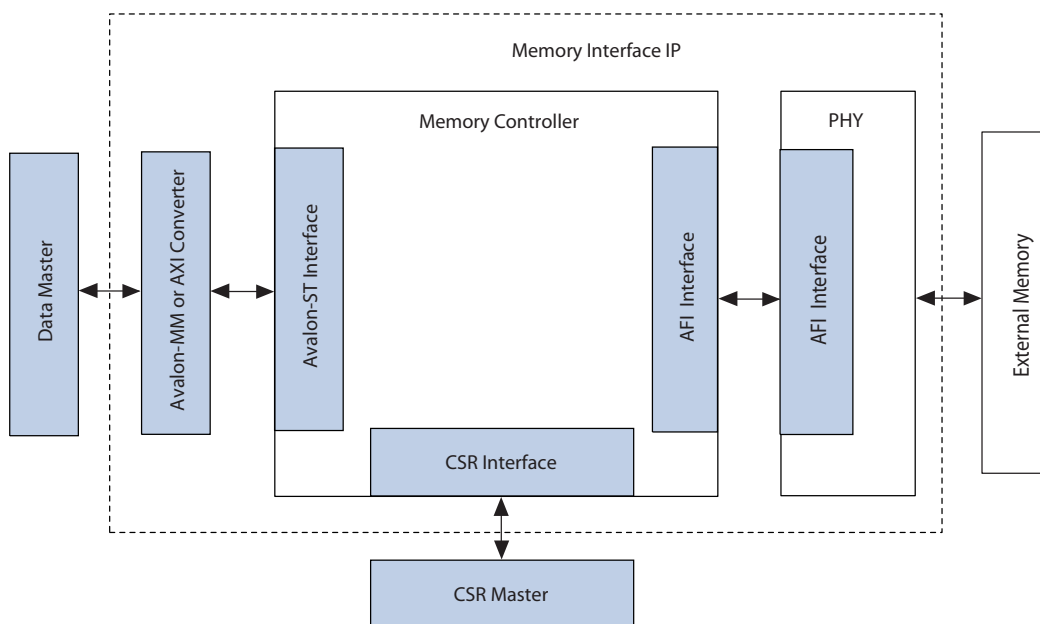 Memory Interface IP
Memory Controller
PHY
Data Master
Avalon-MM or AXI Converter
Avalon-ST Interface
AFI Interface
AFI Interface
External Memory
CSR Interface
CSR Master